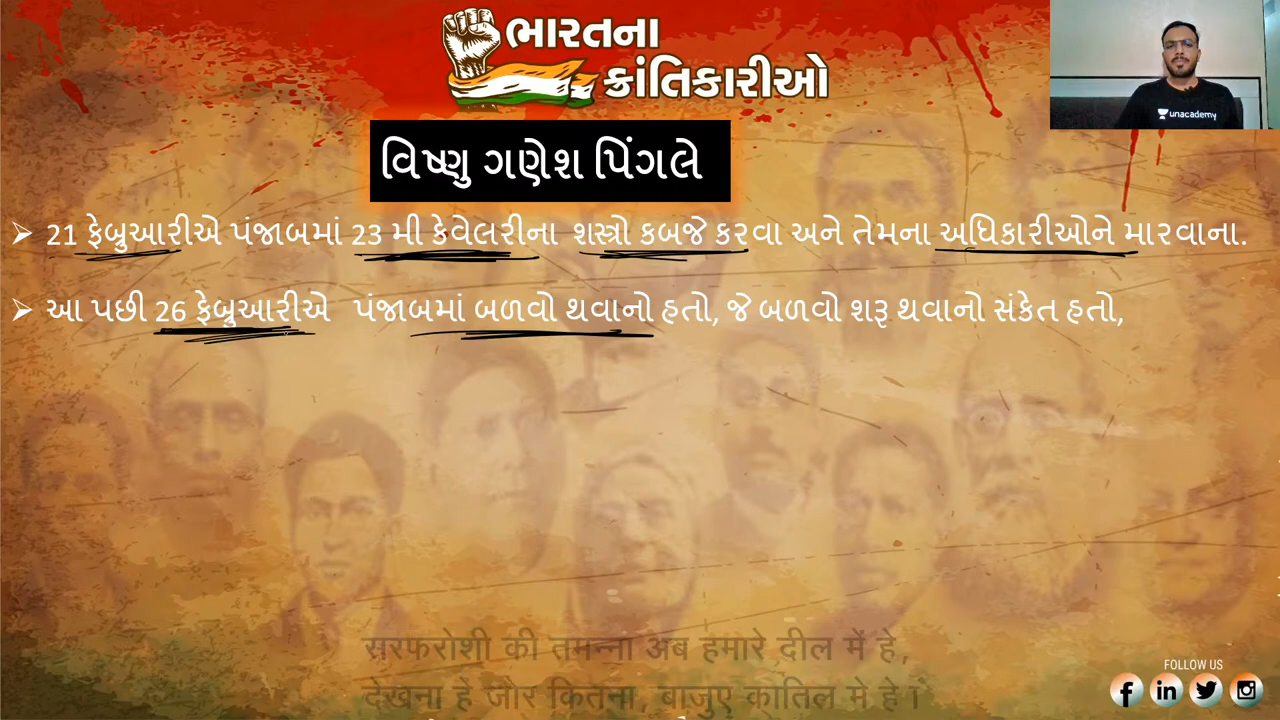 ભારતના
ક્રાંતિકારીઓ
unacademy
વિષ્ણુ ગણેશ પિંગલે
➢ 21 ફેબ્રુઆરીએ પંજાબમાં 23 મી કેવેલરીના શસ્ત્રો કબજે કરવા અને તેમના અધિકારીઓને મારવાના.
➢ આ પછી 26 ફેબ્રુઆરીએ પંજાબમાં બળવો થવાનો હતો, જે બળવો શરૂ થવાનો સંકેત હતો,
सरफरोशी की तमन्ना अब हमारे दील में हे,
देखना हे जोर कितना, बाजुए कातिल मे हे ।
FOLLOW US